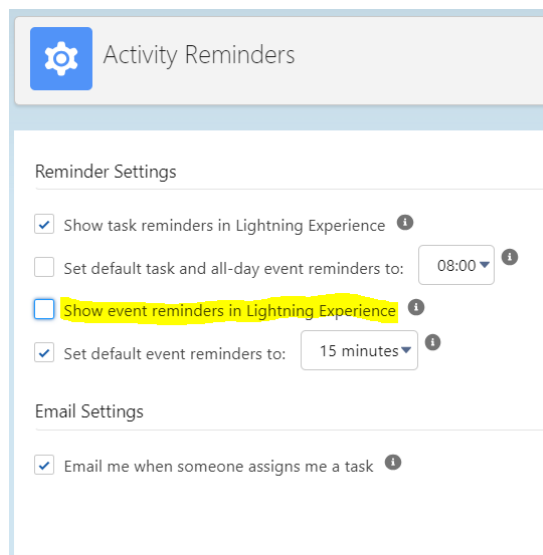 Activity Reminders
Reminder Settings
Show task reminders in Lightning Experience
Set default task and all-day event reminders to: 08:00
Show event reminders in Lightning Experience
Set default event reminders to: 15 minutes
Email Settings
Email me when someone assigns me a task